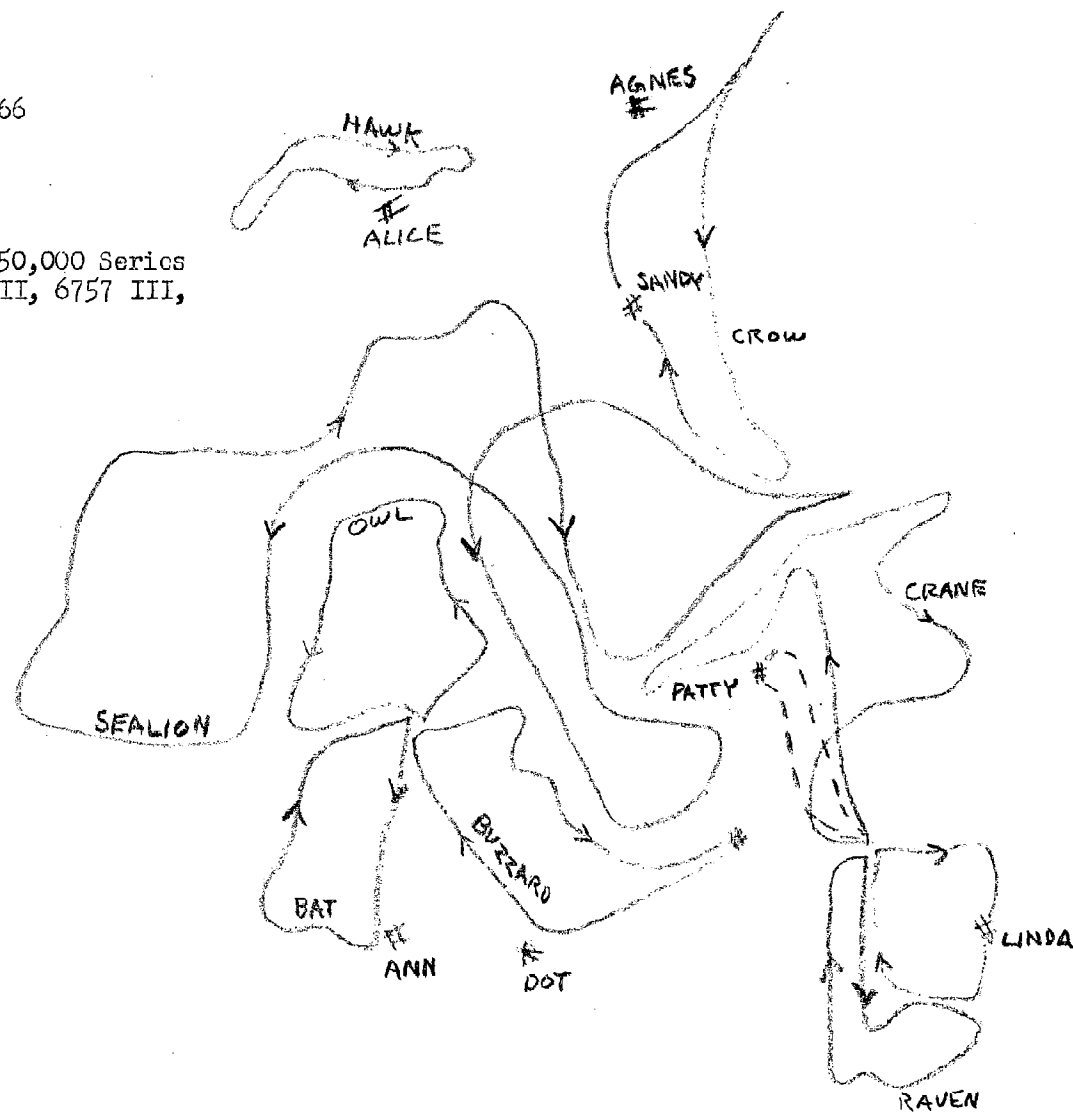 66
AGNES
HAWK
ALICE
50,000 Series
II, 6757 III,
SANDY
CROW
OWL
CRANE
PATTY
SEALION
BUZZARD
BAT
ANN
DOT
LINDA
RAVEN